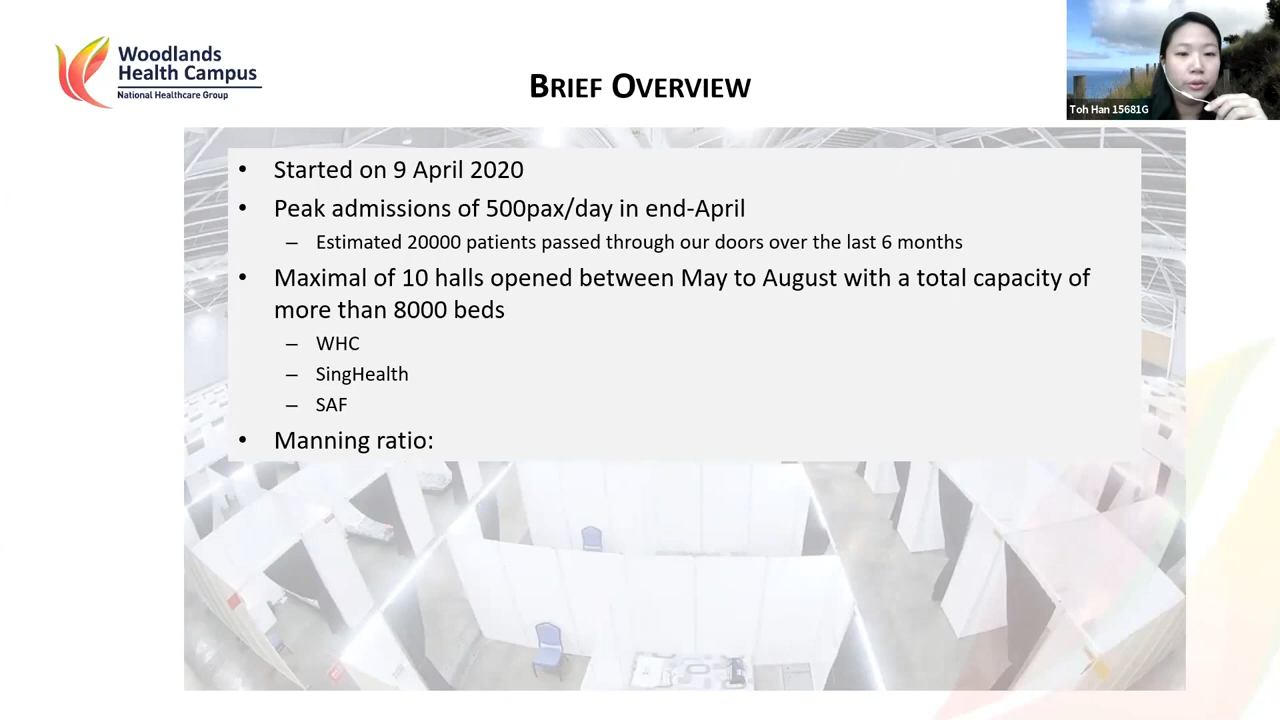 Woodlands
Health Campus
National Healthcare Group
BRIEF OVERVIEW
Toh Han 15681G
• Started on 9 April 2020
• Peak admissions of 500pax/day in end-April
– Estimated 20000 patients passed through our doors over the last 6 months
• Maximal of 10 halls opened between May to August with a total capacity of
more than 8000 beds
– WHC
– SingHealth
– SAF
• Manning ratio: